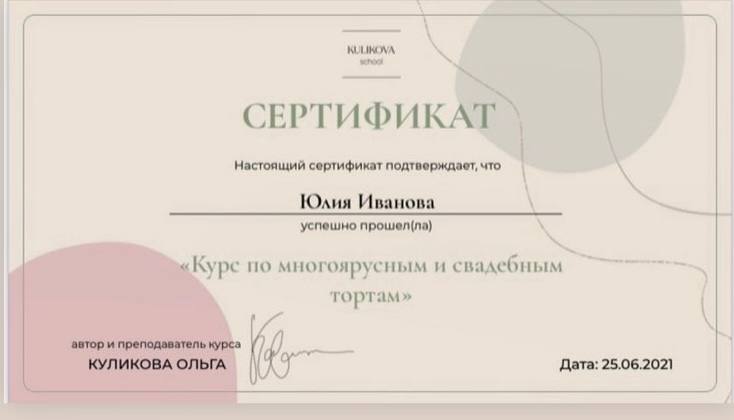 KULIKOVA
school
СЕРТИФИКАТ
Настоящий сертификат подтверждает, что
Юлия Иванова
успешно прошел(ла)
«Курс по многоярусным и свадебным
тортам»
автор и преподаватель курса
КУЛИКОВА ОЛЬГА
Дата: 25.06.2021